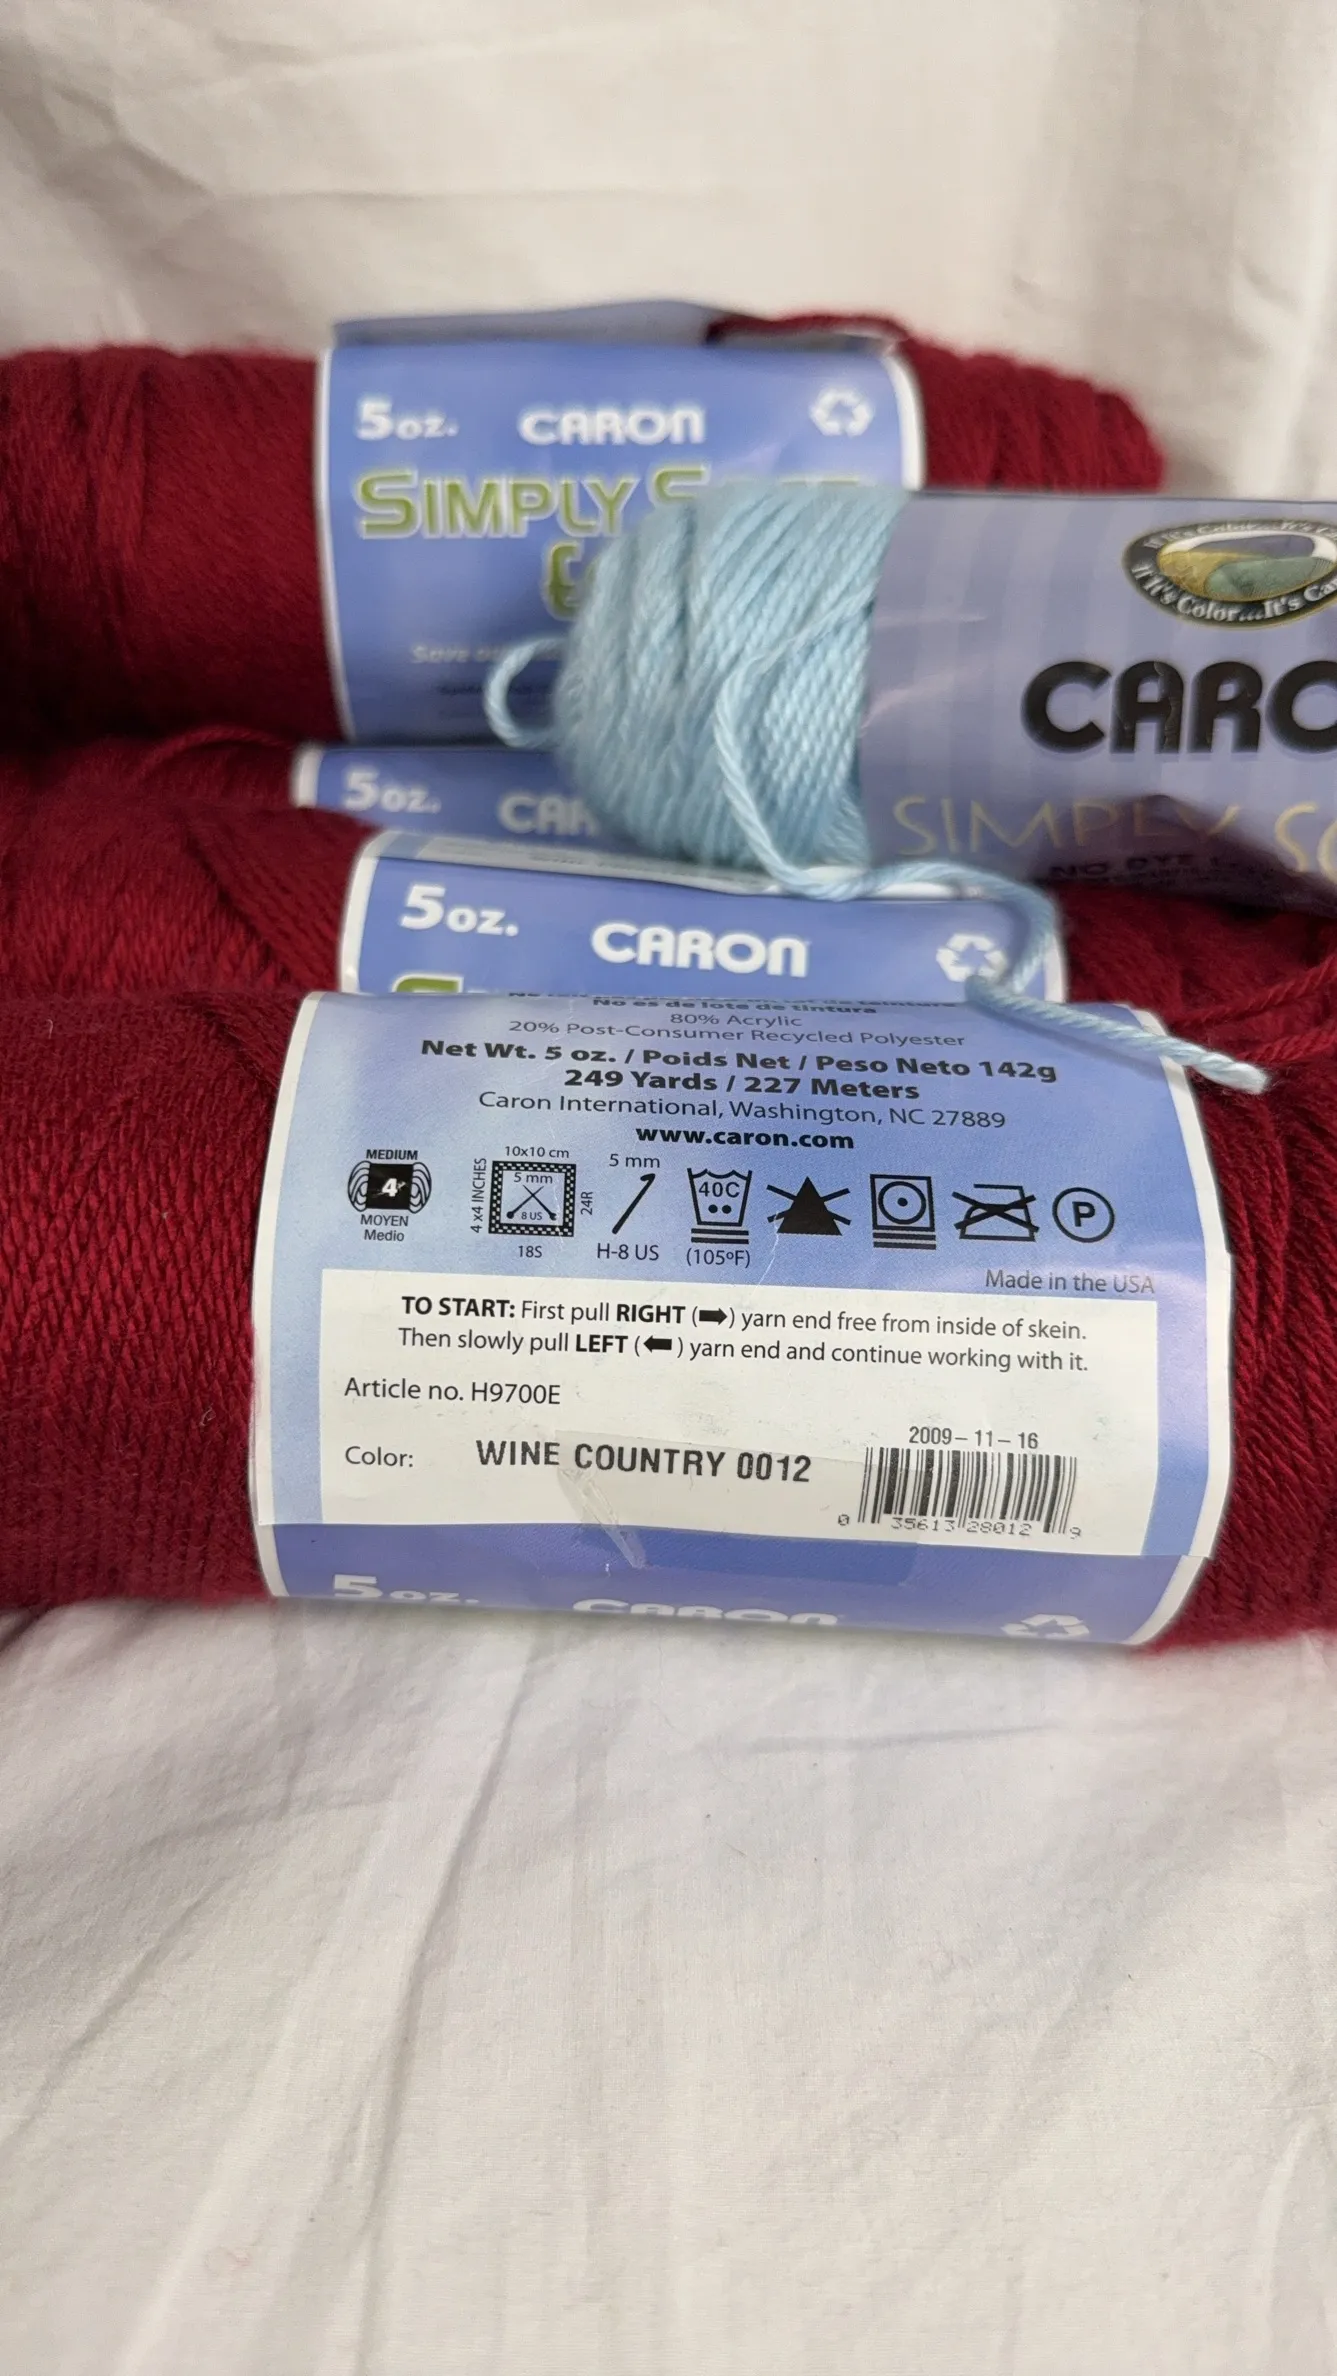 5oz. CARON
SIMPLY
Save
It's Color...It's Ca
CARO
SIMPLY SO
NO DYE
5oz. CAR
5oz. CARON
No es de lote de tintura
80% Acrylic
20% Post-Consumer Recycled Polyester
Net Wt. 5 oz. / Poids Net / Peso Neto 142g
249 Yards / 227 Meters
Caron International, Washington, NC 27889
www.caron.com
MEDIUM
4
MOYEN
Medio
4 x4 INCHES
10x10 cm
5 mm
8 US
24R
18S
5 mm
H-8 US
40C
(105ºF)
P
Made in the USA
TO START: First pull RIGHT (➡) yarn end free from inside of skein.
Then slowly pull LEFT (⬅) yarn end and continue working with it.
Article no. H9700E
Color: WINE COUNTRY 0012
2009-11-16
0 35613 28012 9
5oz. CARON